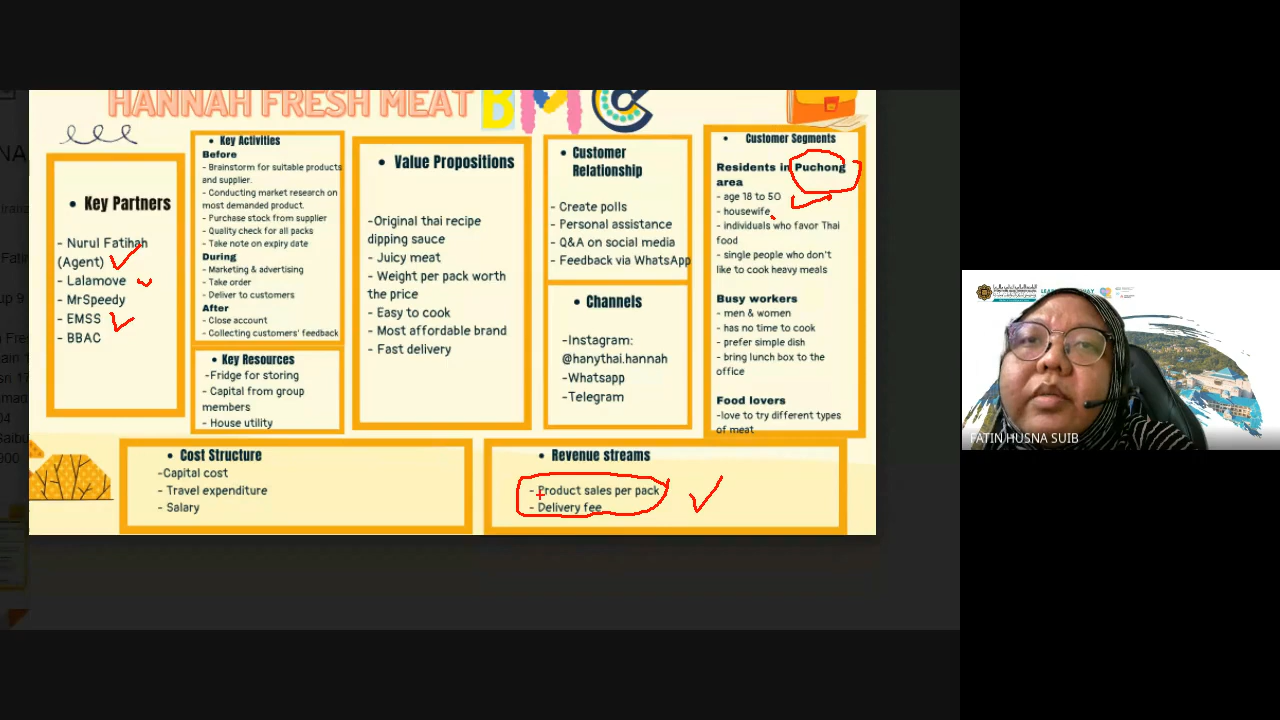 HANNAH FRESH MEAT BMC
• Key Partners
- Nurul Fatihah
(Agent)
- Lalamove
- MrSpeedy
- EMSS
- BBAC
• Key Activities
Before
- Brainstorm for suitable products
and supplier.
- Conducting market research on
most demanded product.
- Purchase stock from supplier
- Quality check for all packs
- Take note on expiry date
During
- Marketing & advertising
- Take order
- Deliver to customers
After
- Close account
- Collecting customers' feedback
• Key Resources
-Fridge for storing
- Capital from group
members
- House utility
• Value Propositions
-Original thai recipe
dipping sauce
- Juicy meat
- Weight per pack worth
the price
- Easy to cook
- Most affordable brand
- Fast delivery
• Customer
Relationship
- Create polls
- Personal assistance
- Q&A on social media
- Feedback via WhatsApp
• Channels
-Instagram:
@hanythai.hannah
-Whatsapp
-Telegram
• Customer Segments
Residents in Puchong
area
- age 18 to 50
- housewife
- individuals who favor Thai
food
- single people who don't
like to cook heavy meals
Busy workers
- men & women
- has no time to cook
- prefer simple dish
- bring lunch box to the
office
Food lovers
-love to try different types
of meat
• Cost Structure
-Capital cost
- Travel expenditure
- Salary
• Revenue streams
- Product sales per pack
- Delivery fee
FATIN HUSNA SUIB